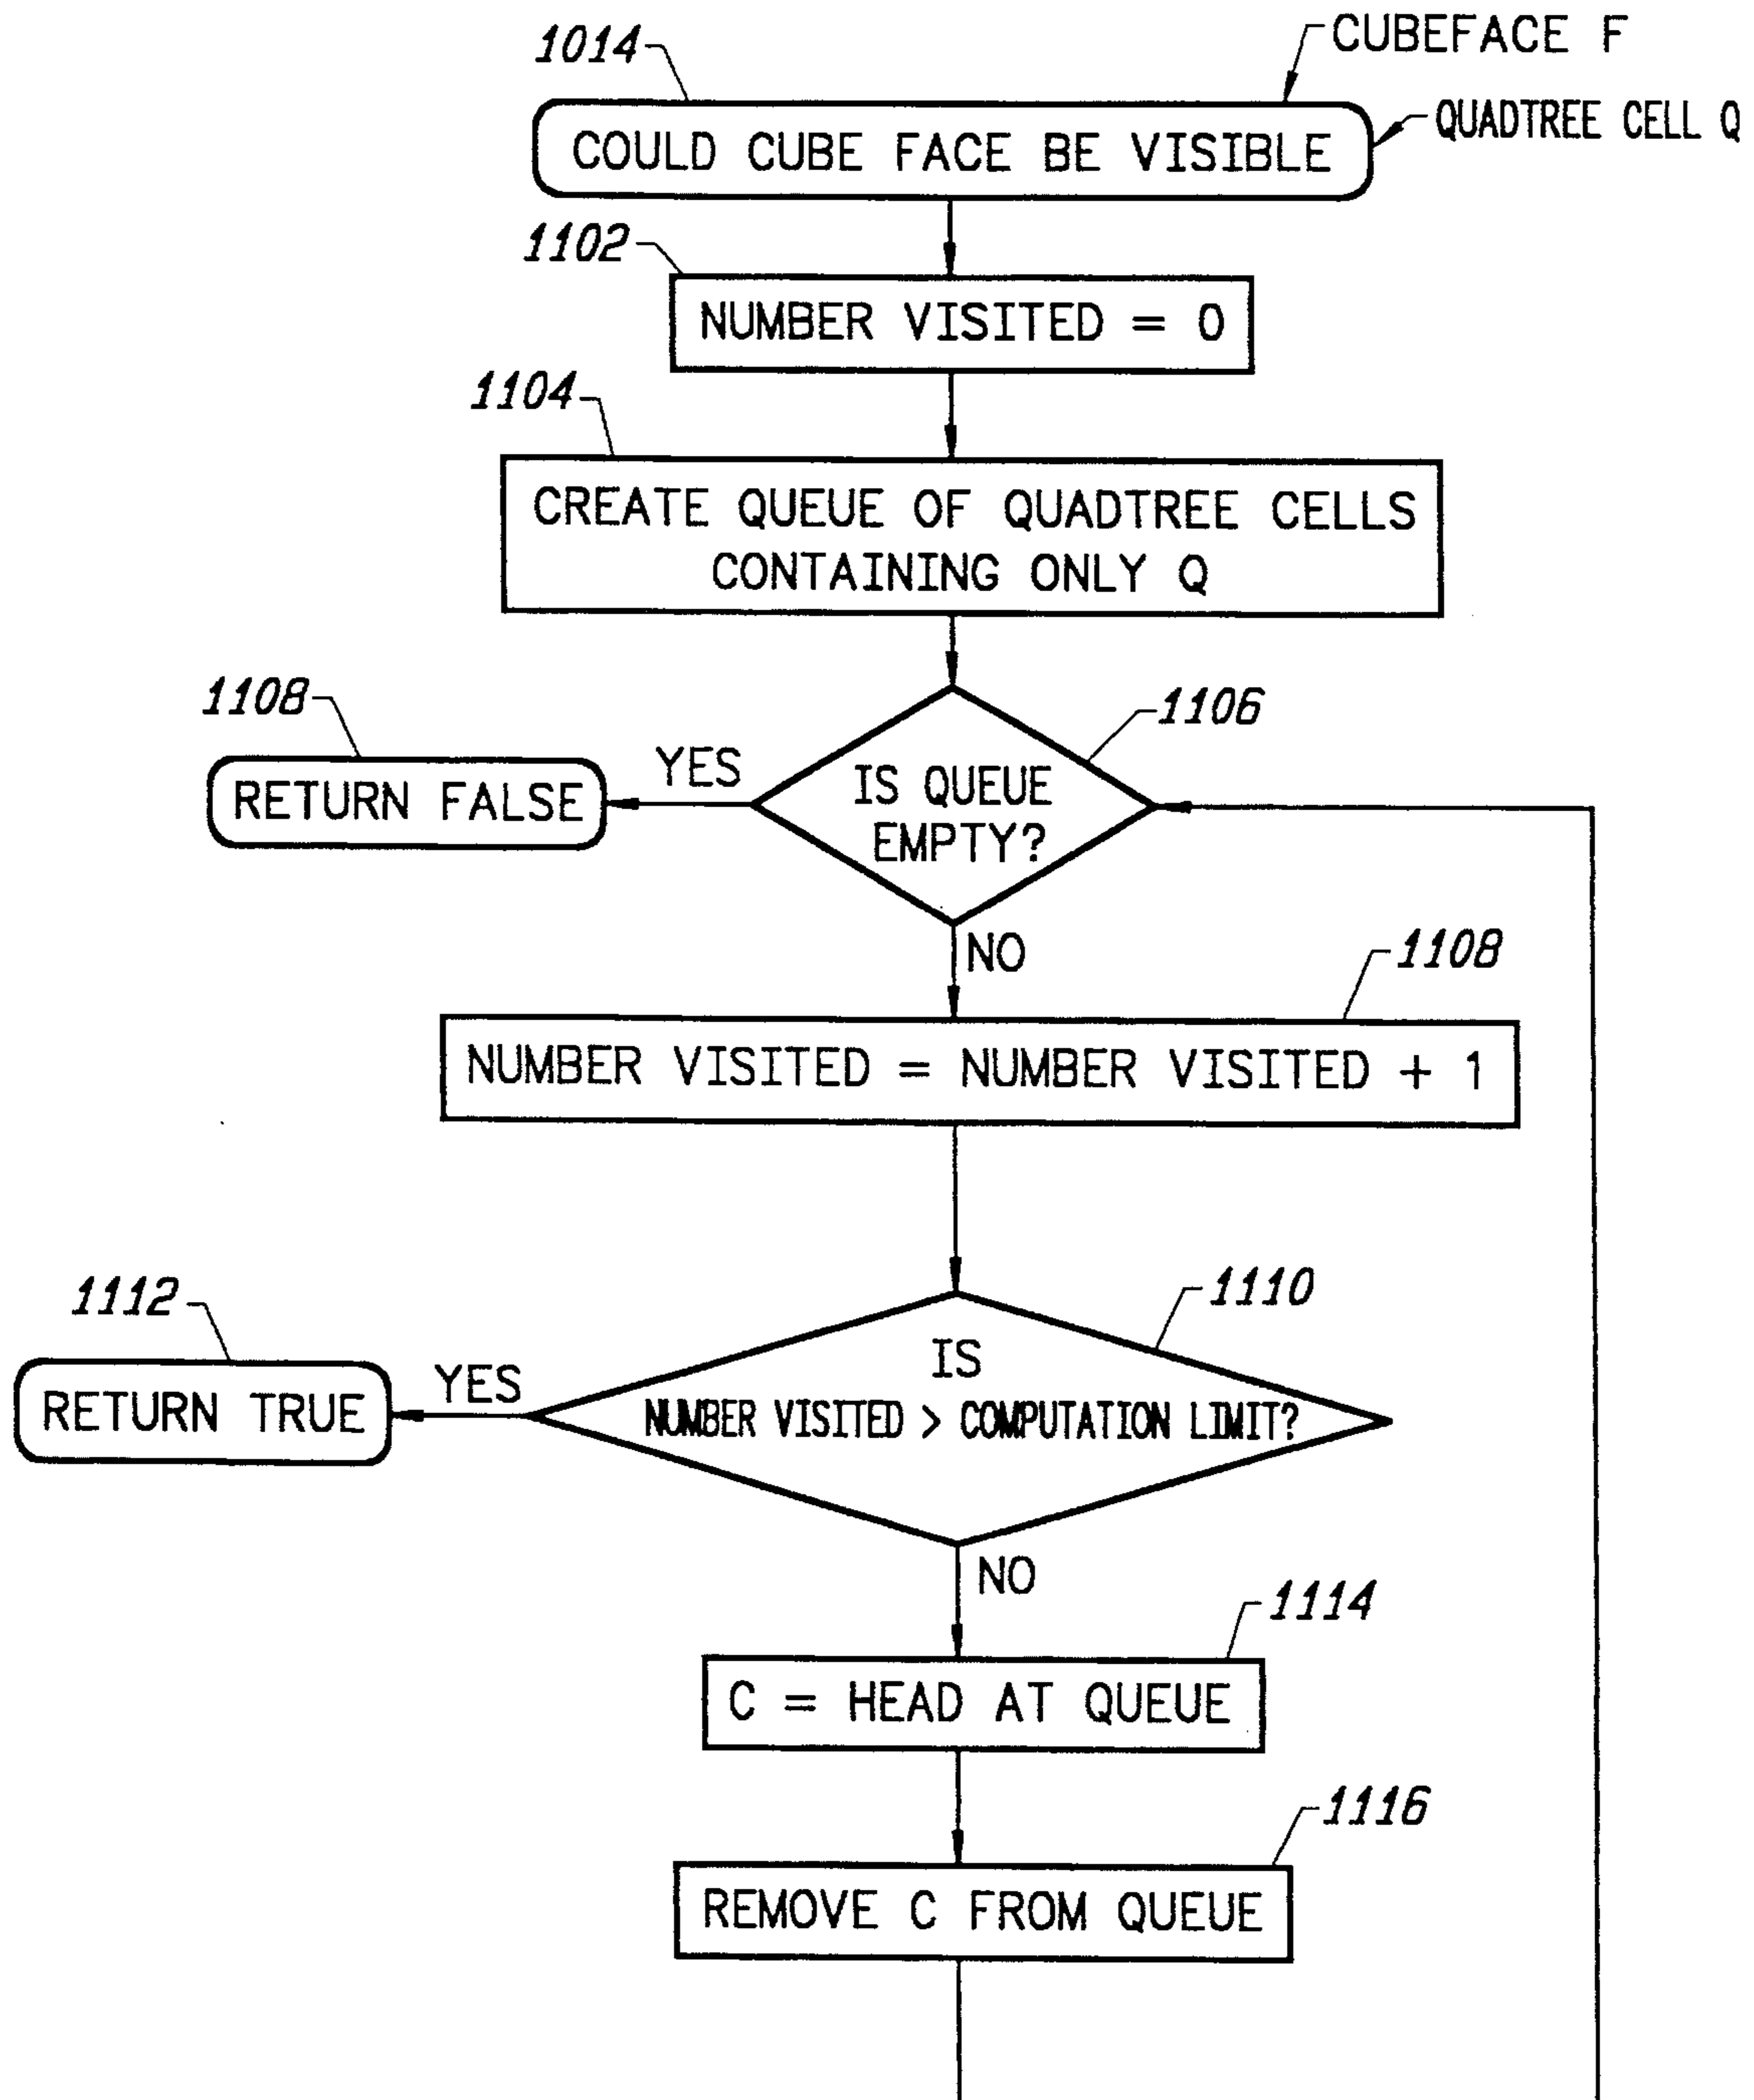 CUBEFACE F
1014
QUADTREE CELL Q
COULD CUBE FACE BE VISIBLE
1102
NUMBER VISITED = 0
1104
CREATE QUEUE OF QUADTREE CELLS
CONTAINING ONLY Q
1108
1106
RETURN FALSE
YES
IS QUEUE
EMPTY?
NO
1108
NUMBER VISITED = NUMBER VISITED + 1
1112
1110
RETURN TRUE
YES
IS
NUMBER VISITED > COMPUTATION LIMIT?
NO
1114
C = HEAD AT QUEUE
1116
REMOVE C FROM QUEUE